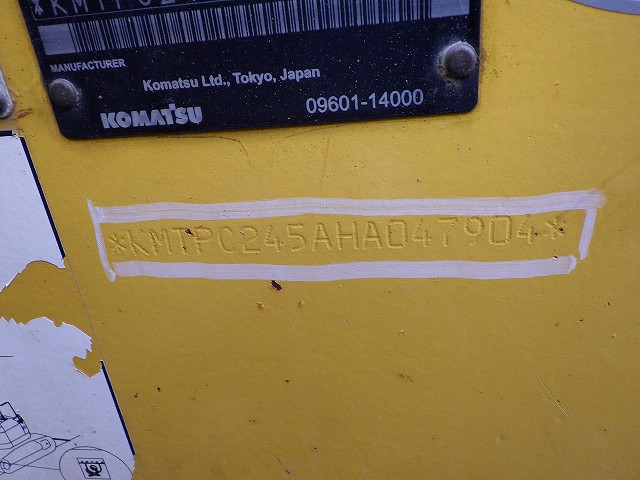 MANUFACTURER
Komatsu Ltd., Tokyo, Japan
KOMATSU
09601-14000
*KMTPC245AHA047904*